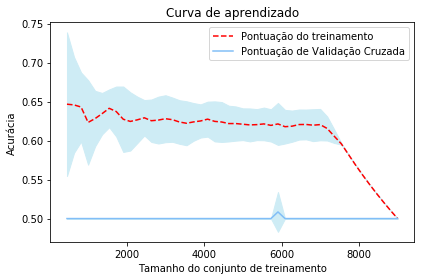 Curva de aprendizado
Pontuação do treinamento
Pontuação de Validação Cruzada
Acurácia
0.75
0.70
0.65
0.60
0.55
0.50
2000 4000 6000 8000
Tamanho do conjunto de treinamento